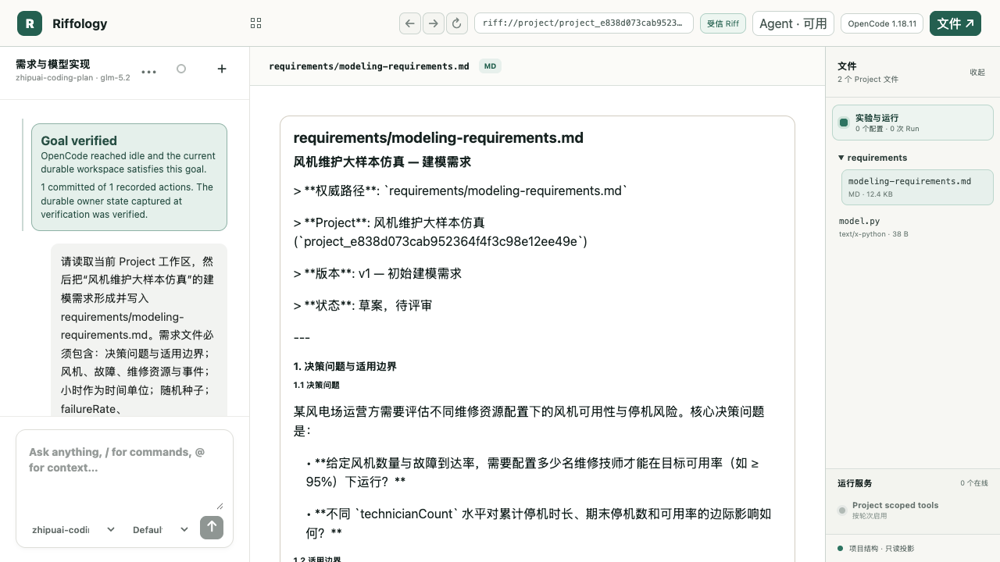 R Riffology
riff://project/project_e838d073cab9523…
受信 Riff
Agent · 可用
OpenCode 1.18.11
文件 ↗
需求与模型实现
zhipuai-coding-plan · glm-5.2
Goal verified
OpenCode reached idle and the current
durable workspace satisfies this goal.
1 committed of 1 recorded actions. The
durable owner state captured at
verification was verified.
请读取当前 Project 工作区，然
后把“风机维护大样本仿真”的建
模需求形成并写入
requirements/modeling-
requirements.md。需求文件必
须包含：决策问题与适用边界；
风机、故障、维修资源与事件；
小时作为时间单位；随机种子；
failureRate、
Ask anything, / for commands, @
for context...
zhipuai-codi
Defaul
requirements/modeling-requirements.md
MD
requirements/modeling-requirements.md
风机维护大样本仿真 — 建模需求
> **权威路径**: `requirements/modeling-requirements.md`
> **Project**: 风机维护大样本仿真
(`project_e838d073cab952364f4f3c98e12ee49e`)
> **版本**: v1 — 初始建模需求
> **状态**: 草案，待评审
---
1. 决策问题与适用边界
1.1 决策问题
某风电场运营方需要评估不同维修资源配置下的风机可用性与停机风险。核心决策问题
是：
• **给定风机数量与故障到达率，需要配置多少名维修技师才能在目标可用率（如 ≥
95%）下运行？**
• **不同 `technicianCount` 水平对累计停机时长、期末停机数和可用率的边际影响如
何？**
1.2 适用边界
文件
2 个 Project 文件
收起
实验与运行
0 个配置 · 0 次 Run
▼ requirements
modeling-requirements.md
MD · 12.4 KB
model.py
text/x-python · 38 B
运行服务
0 个在线
Project scoped tools
按轮次启用
项目结构 · 只读投影